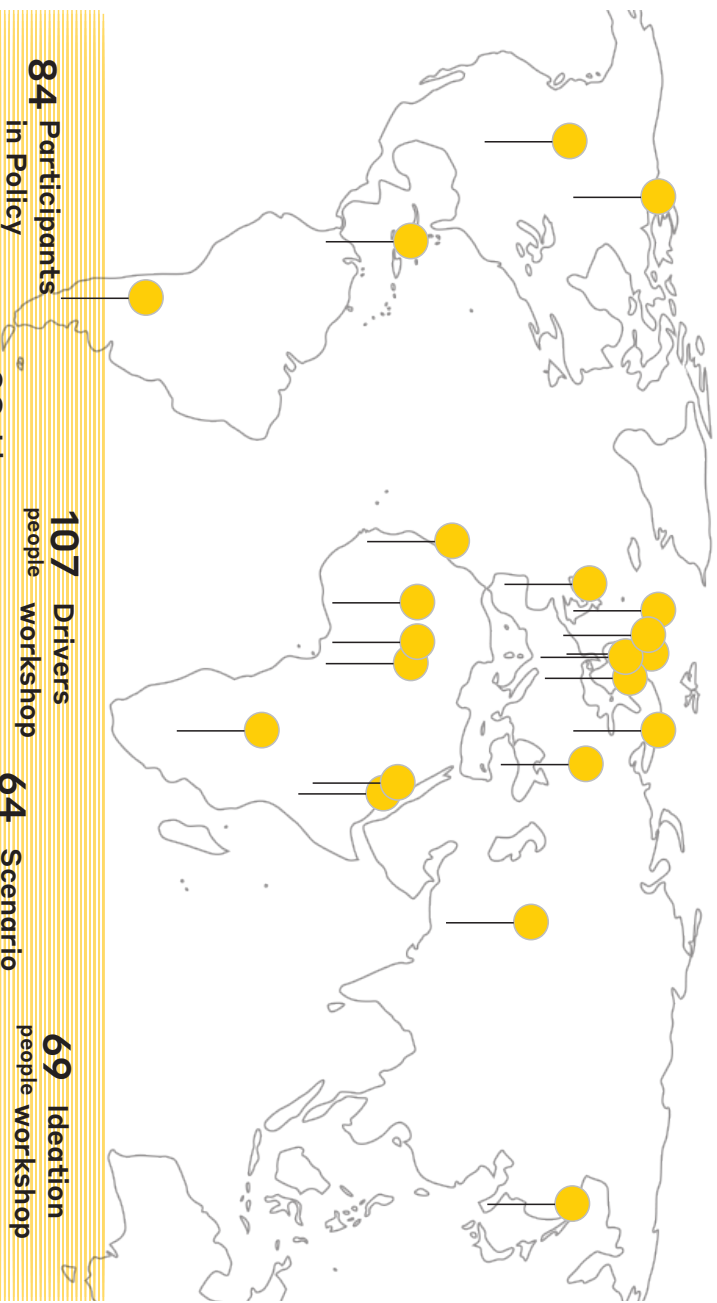 84 Participants
in Policy
107 Drivers
people workshop
64 Scenario
69 Ideation
people workshop